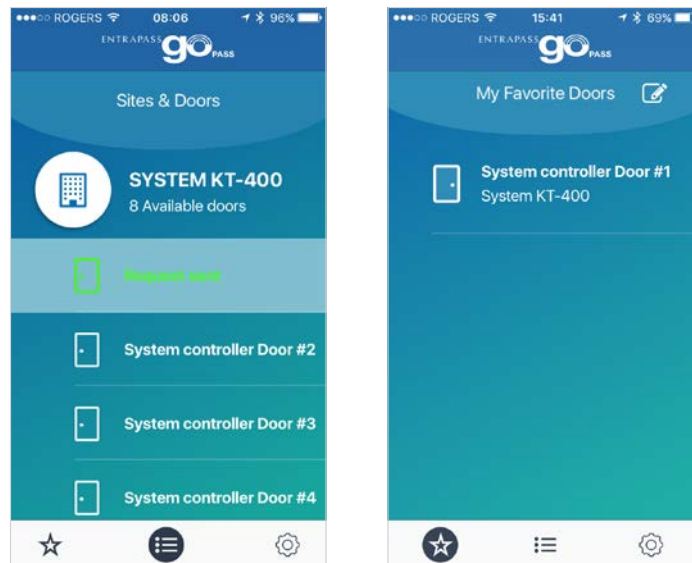 ●●●○○ ROGERS 08:06 96%
ENTRAPASS go PASS
Sites & Doors
SYSTEM KT-400
8 Available doors
Request sent
System controller Door #2
System controller Door #3
System controller Door #4
●●●○○ ROGERS 15:41 69%
ENTRAPASS go PASS
My Favorite Doors
System controller Door #1
System KT-400